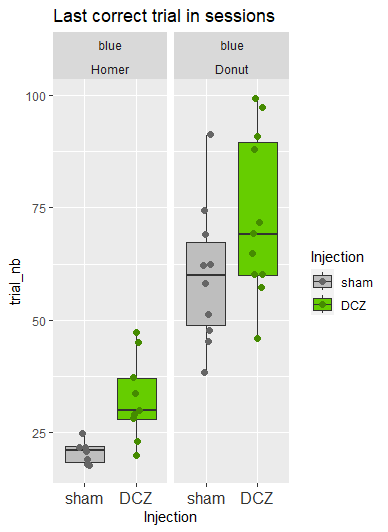 Last correct trial in sessions
blue
blue
Homer
Donut
100
75
50
25
trial_nb
sham
DCZ
sham
DCZ
Injection
Injection
sham
DCZ